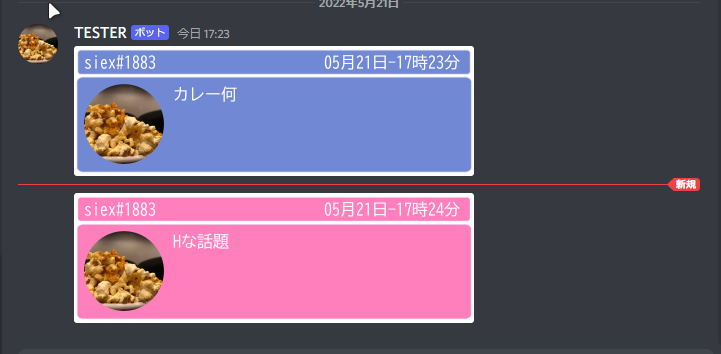 2022年5月21日
TESTER ボット 今日 17:23
siex#1883 05月21日-17時23分
カレー何
新規
siex#1883 05月21日-17時24分
Hな話題